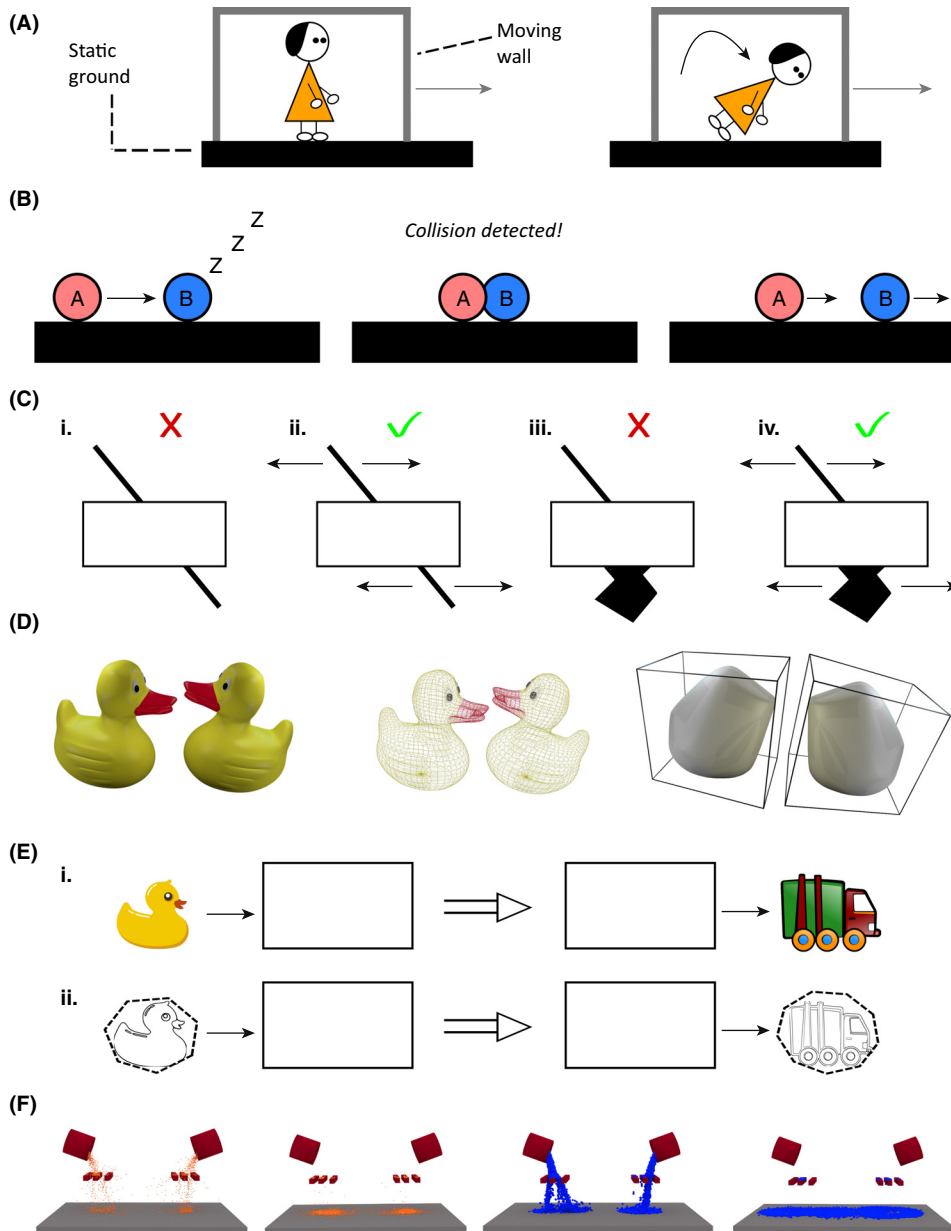 (A)
Static
ground
Moving
wall
(B)
Z
Z
Z
Collision detected!
A
B
A
B
A
B
(C)
i.
X
ii.
iii.
X
iv.
(D)
(E)
i.
ii.
(F)